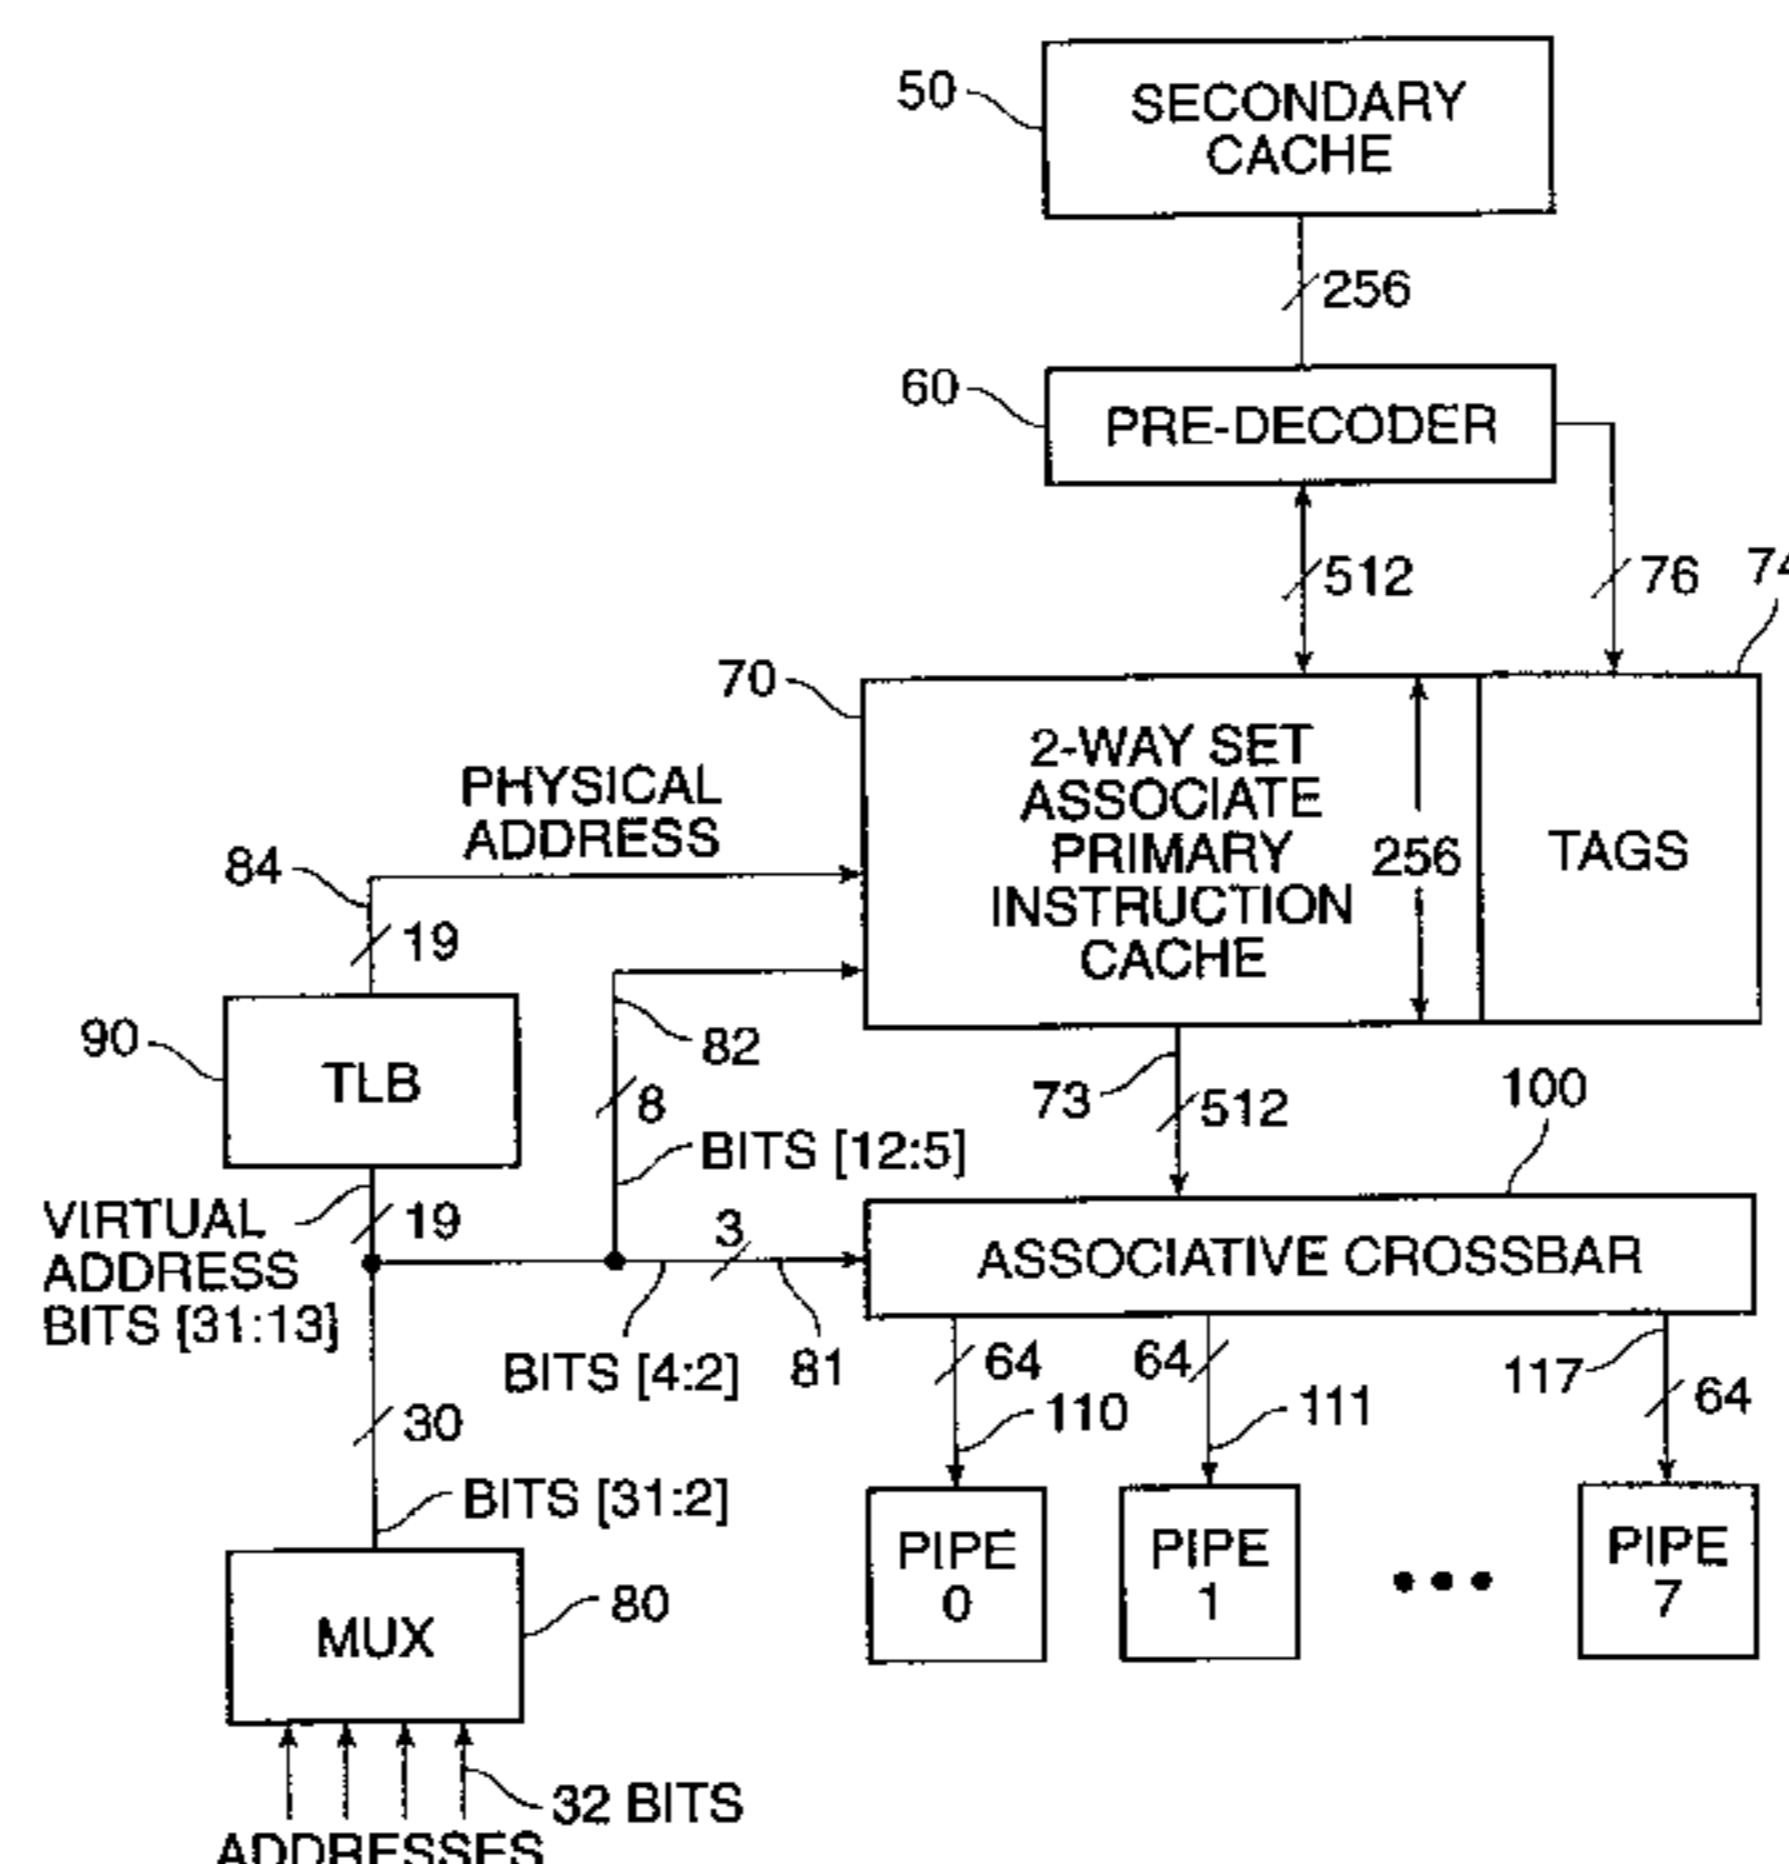 50
SECONDARY
CACHE
256
60
PRE-DECODER
512
76
74
70
2-WAY SET
ASSOCIATE
PRIMARY
INSTRUCTION
CACHE
256
TAGS
PHYSICAL
ADDRESS
84
19
90
TLB
82
8
73
512
100
BITS [12:5]
VIRTUAL
ADDRESS
BITS [31:13]
19
3
ASSOCIATIVE CROSSBAR
BITS [4:2]
81
64
64
117
64
110
111
30
BITS [31:2]
PIPE
0
PIPE
1
PIPE
7
MUX
80
32 BITS
ADDRESSES